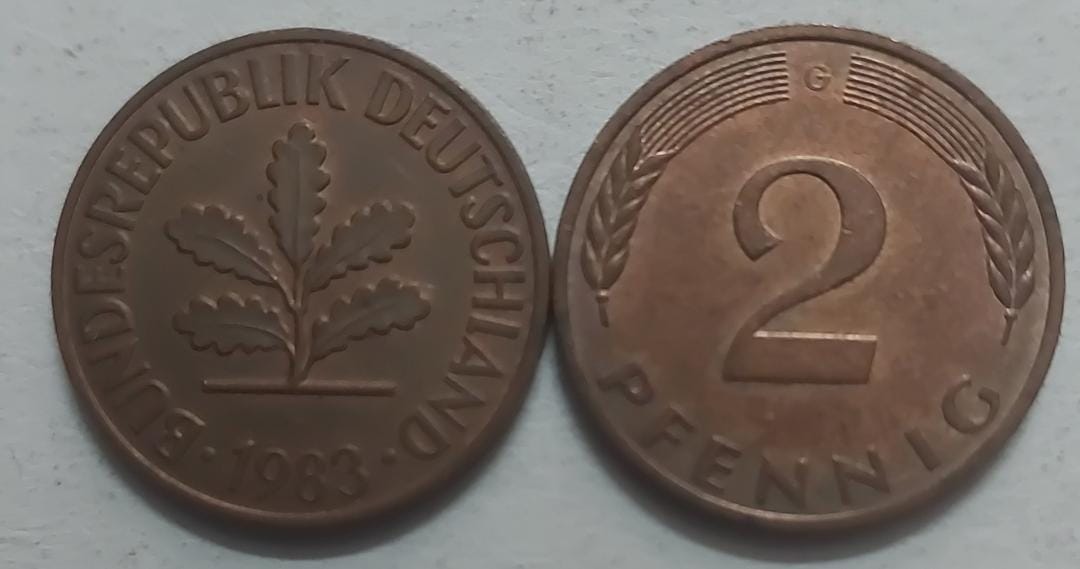 BUNDESREPUBLIK DEUTSCHLAND
· 1983 ·
G
2
PFENNIG